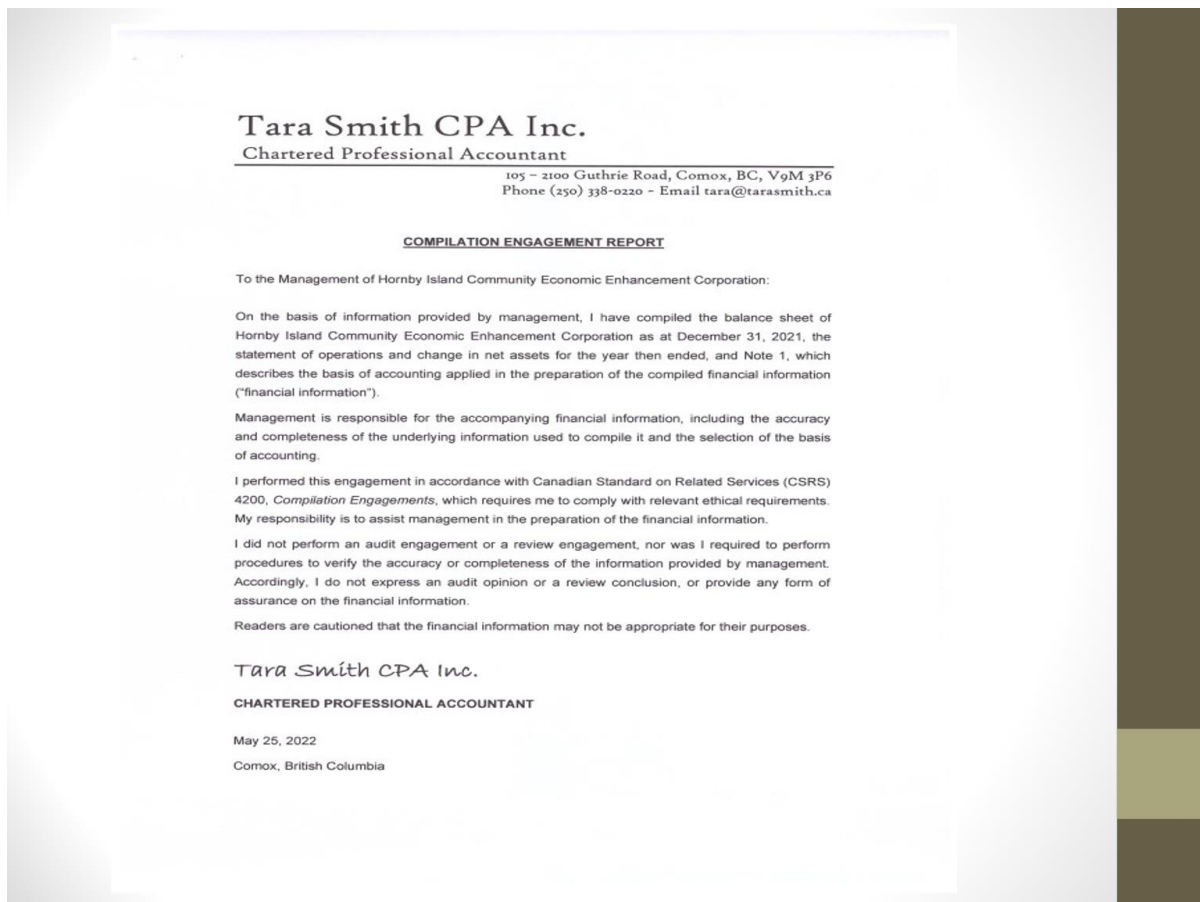 Tara Smith CPA Inc.
Chartered Professional Accountant
105 – 2100 Guthrie Road, Comox, BC, V9M 3P6
Phone (250) 338-0220 - Email tara@tarasmith.ca
COMPILATION ENGAGEMENT REPORT
To the Management of Hornby Island Community Economic Enhancement Corporation:
On the basis of information provided by management, I have compiled the balance sheet of
Hornby Island Community Economic Enhancement Corporation as at December 31, 2021, the
statement of operations and change in net assets for the year then ended, and Note 1, which
describes the basis of accounting applied in the preparation of the compiled financial information
("financial information").
Management is responsible for the accompanying financial information, including the accuracy
and completeness of the underlying information used to compile it and the selection of the basis
of accounting.
I performed this engagement in accordance with Canadian Standard on Related Services (CSRS)
4200, Compilation Engagements, which requires me to comply with relevant ethical requirements.
My responsibility is to assist management in the preparation of the financial information.
I did not perform an audit engagement or a review engagement, nor was I required to perform
procedures to verify the accuracy or completeness of the information provided by management.
Accordingly, I do not express an audit opinion or a review conclusion, or provide any form of
assurance on the financial information.
Readers are cautioned that the financial information may not be appropriate for their purposes.
Tara Smith CPA Inc.
CHARTERED PROFESSIONAL ACCOUNTANT
May 25, 2022
Comox, British Columbia